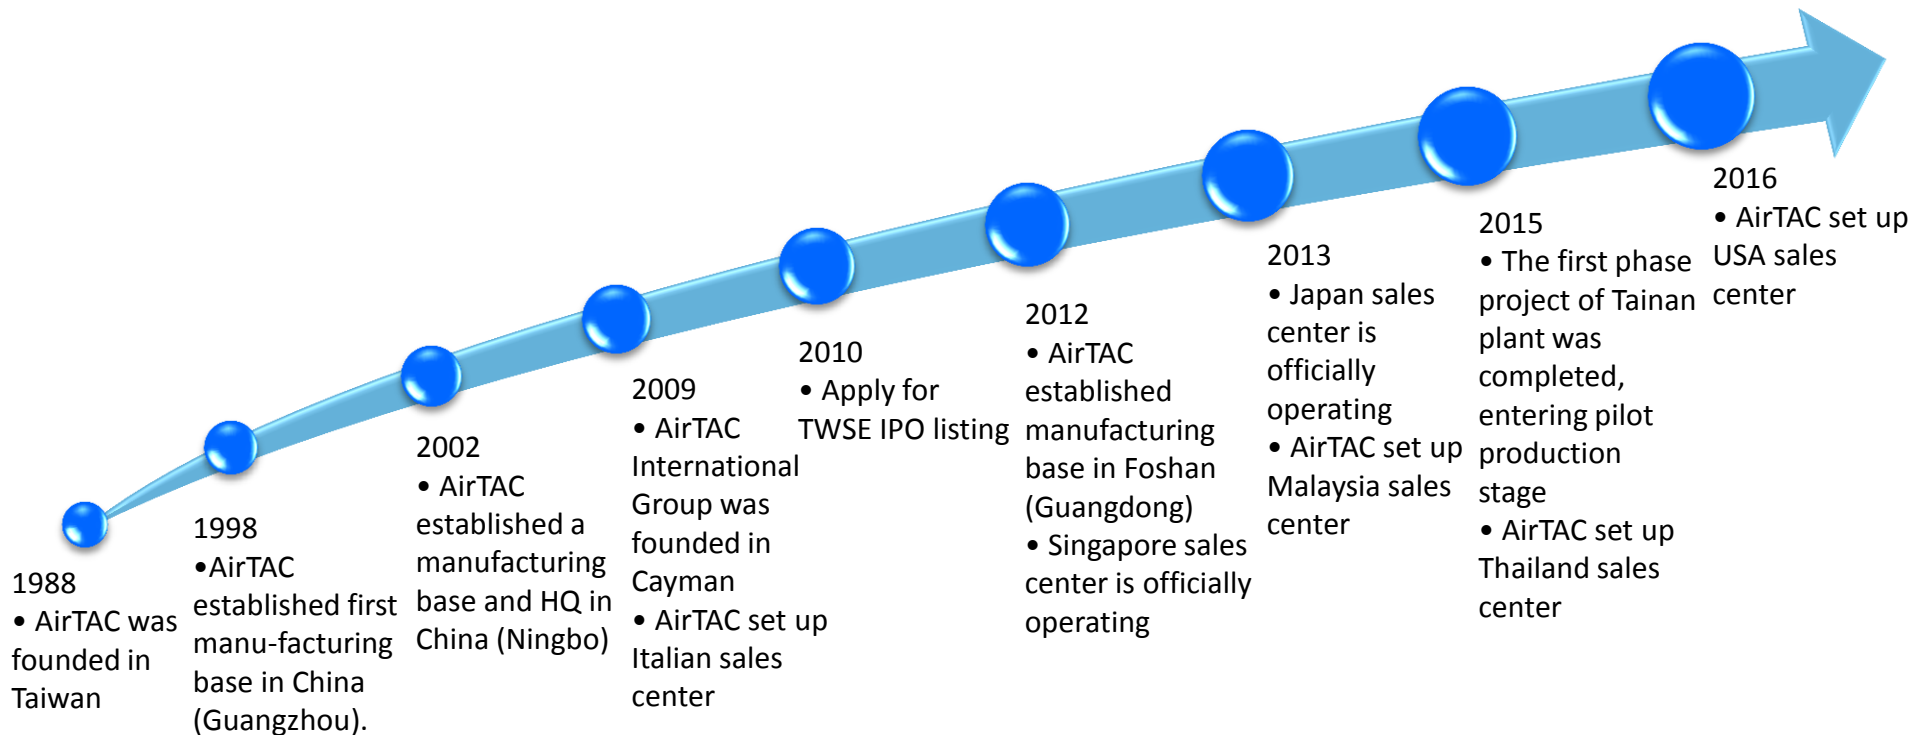 1988
• AirTAC was
founded in
Taiwan
1998
•AirTAC
established first
manu-facturing
base in China
(Guangzhou).
2002
• AirTAC
established a
manufacturing
base and HQ in
China (Ningbo)
2009
• AirTAC
International
Group was
founded in
Cayman
• AirTAC set up
Italian sales
center
2010
• Apply for
TWSE IPO listing
2012
• AirTAC
established
manufacturing
base in Foshan
(Guangdong)
• Singapore sales
center is officially
operating
2013
• Japan sales
center is
officially
operating
• AirTAC set up
Malaysia sales
center
2015
• The first phase
project of Tainan
plant was
completed,
entering pilot
production
stage
• AirTAC set up
Thailand sales
center
2016
• AirTAC set up
USA sales
center